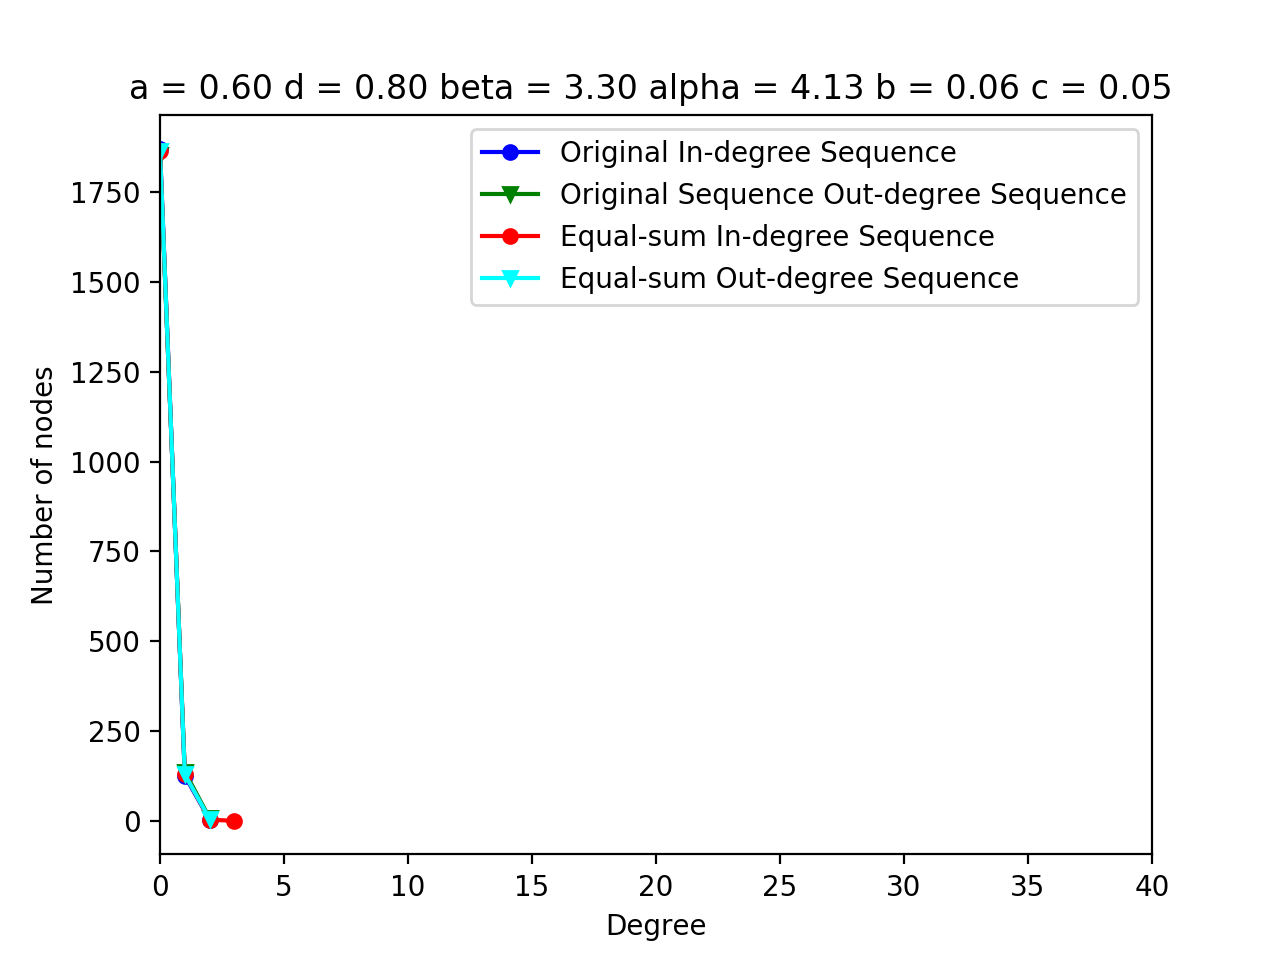 a = 0.60 d = 0.80 beta = 3.30 alpha = 4.13 b = 0.06 c = 0.05
Original In-degree Sequence
Original Sequence Out-degree Sequence
Equal-sum In-degree Sequence
Equal-sum Out-degree Sequence
1750
1500
1250
1000
750
500
250
0
Number of nodes
0 5 10 15 20 25 30 35 40
Degree